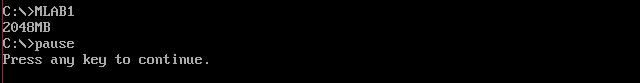 C:\>MLAB1
2048MB
C:\>pause
Press any key to continue.